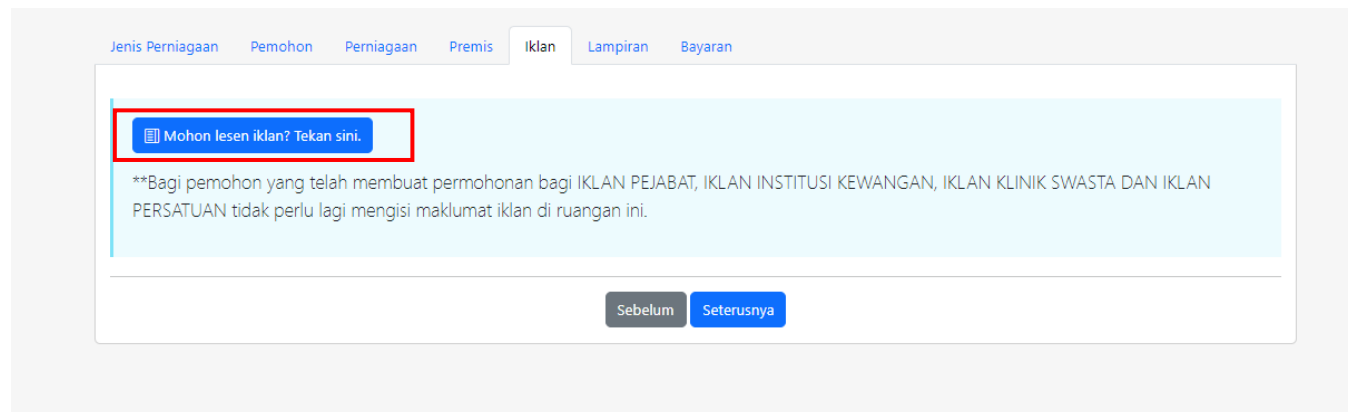 Jenis Perniagaan Pemohon Perniagaan Premis Iklan Lampiran Bayaran
Mohon lesen iklan? Tekan sini.
**Bagi pemohon yang telah membuat permohonan bagi IKLAN PEJABAT, IKLAN INSTITUSI KEWANGAN, IKLAN KLINIK SWASTA DAN IKLAN
PERSATUAN tidak perlu lagi mengisi maklumat iklan di ruangan ini.
Sebelum Seterusnya